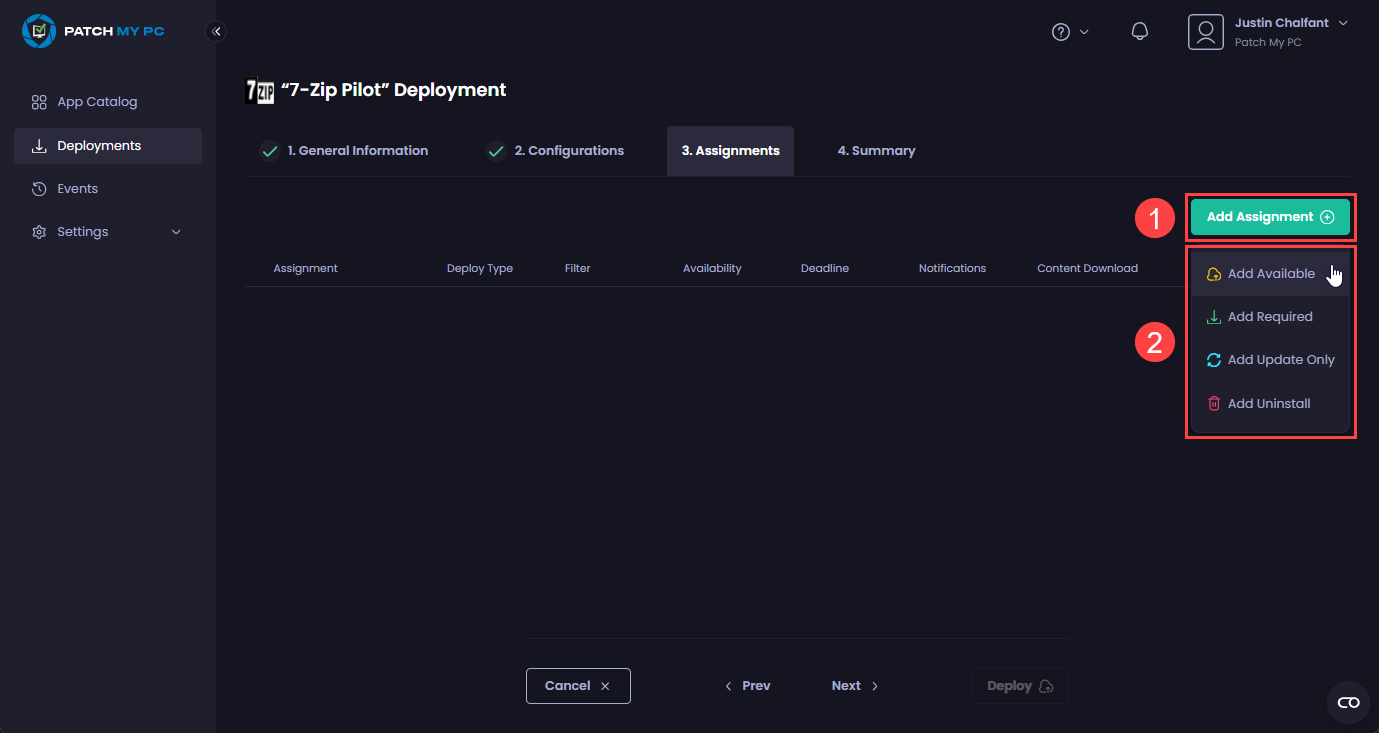 PATCH MY PC
Justin Chalfant
Patch My PC
App Catalog
Deployments
Events
Settings
7ZIP “7-Zip Pilot” Deployment
1. General Information
2. Configurations
3. Assignments
4. Summary
1
Add Assignment
Assignment Deploy Type Filter Availability Deadline Notifications Content Download
2
Add Available
Add Required
Add Update Only
Add Uninstall
Cancel
Prev
Next
Deploy